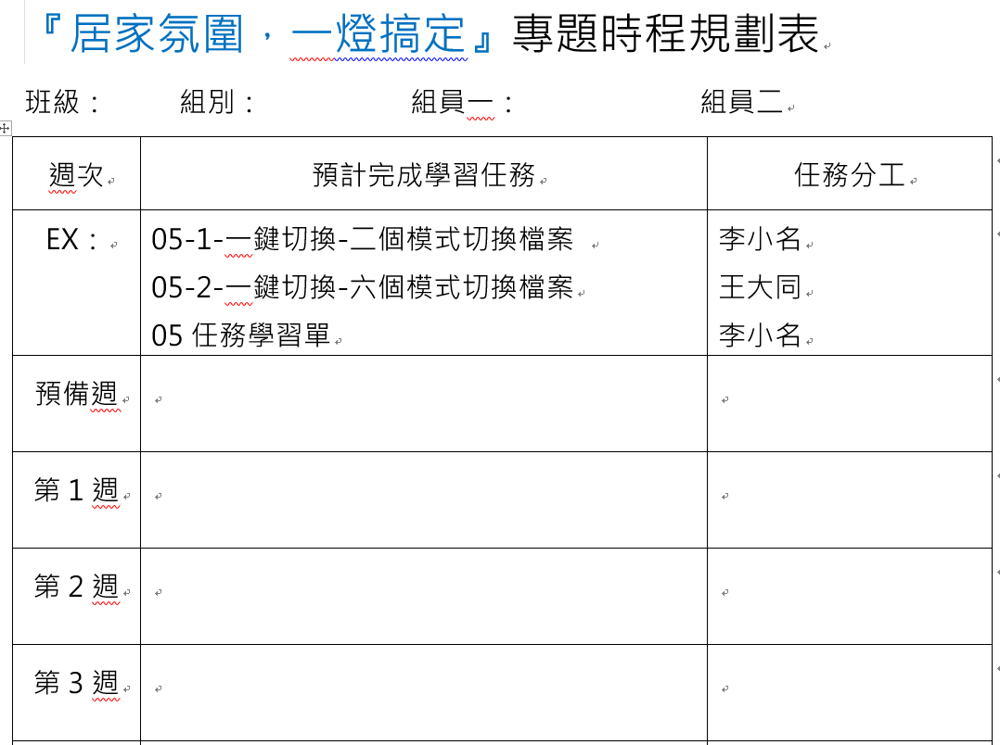 『居家氛圍，一燈搞定』專題時程規劃表
班級： 組別： 組員一： 組員二
週次 預計完成學習任務 任務分工
EX： 05-1-一鍵切換-二個模式切換檔案 李小名
05-2-一鍵切換-六個模式切換檔案 王大同
05 任務學習單 李小名
預備週
第 1 週
第 2 週
第 3 週